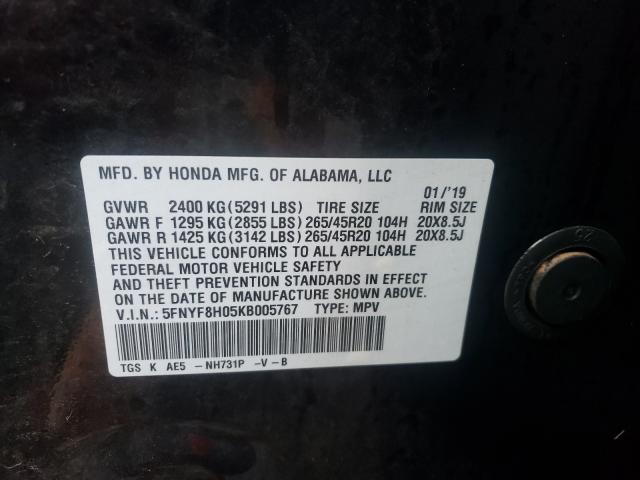 MFD. BY HONDA MFG. OF ALABAMA, LLC
01/'19
GVWR 2400 KG (5291 LBS) TIRE SIZE RIM SIZE
GAWR F 1295 KG (2855 LBS) 265/45R20 104H 20X8.5J
GAWR R 1425 KG (3142 LBS) 265/45R20 104H 20X8.5J
THIS VEHICLE CONFORMS TO ALL APPLICABLE
FEDERAL MOTOR VEHICLE SAFETY
AND THEFT PREVENTION STANDARDS IN EFFECT
ON THE DATE OF MANUFACTURE SHOWN ABOVE.
V.I.N.: 5FNYF8H05KB005767 TYPE: MPV
TGS K AE5 -NH731P -V-B